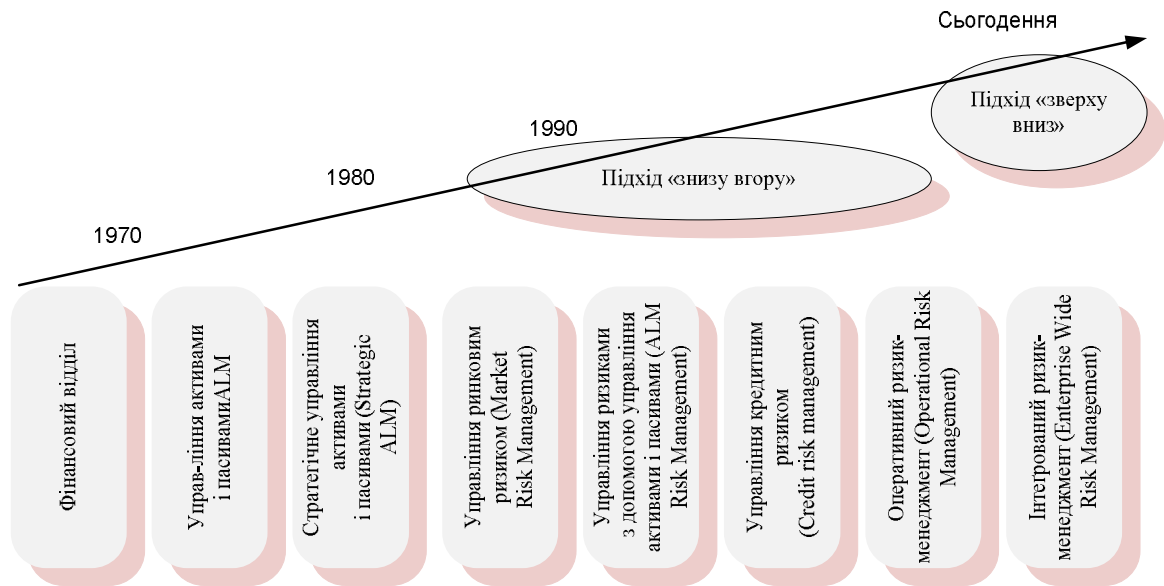 Сьогодення
Підхід «зверху
вниз»
1990
Підхід «знизу вгору»
1980
1970
Фінансовий відділ
Управ-ління активами
і пасивамиALM
Стратегічне управління
активами
і пасивами (Strategic
ALM)
Управління ринковим
ризиком (Market
Risk Management)
Управління ризиками
з допомогою управління
активами і пасивами (ALM
Risk Management)
Управління кредитним
ризиком
(Credit risk management)
Оперативний ризик-
менеджмент (Operational Risk
Management)
Інтегрований ризик-
менеджмент (Enterprise Wide
Risk Management)